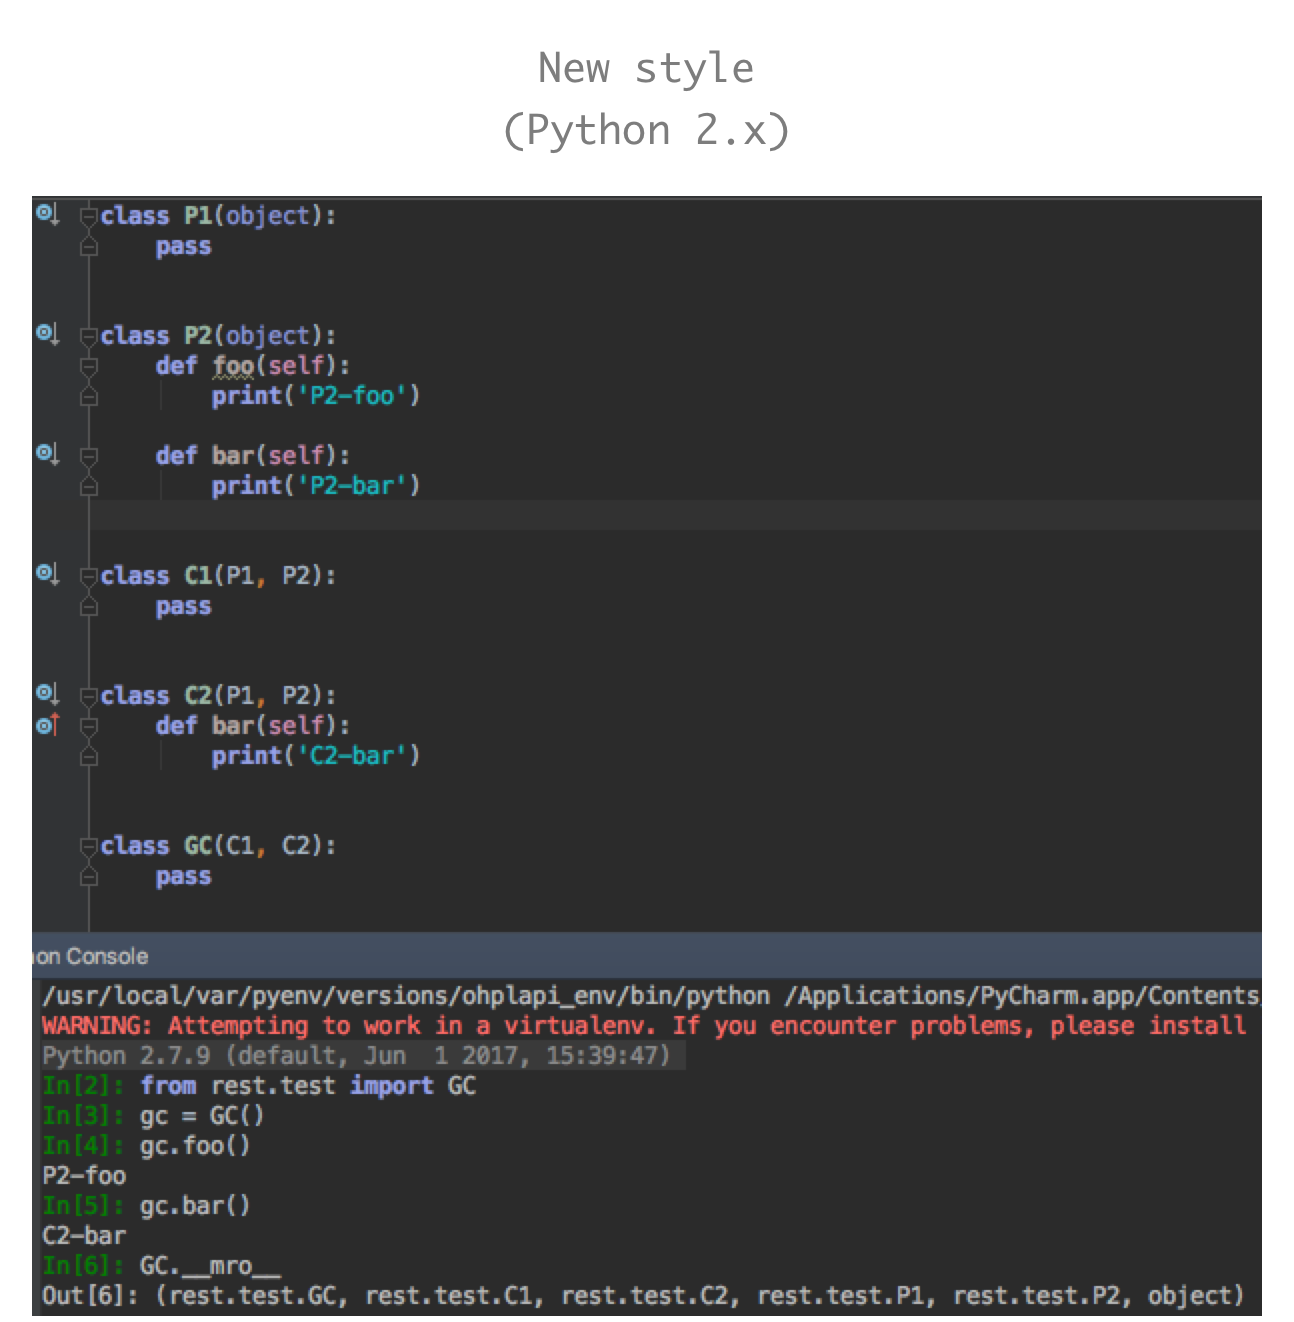 New style
(Python 2.x)
class P1(object):
    pass
class P2(object):
    def foo(self):
        print('P2-foo')
    def bar(self):
        print('P2-bar')
class C1(P1, P2):
    pass
class C2(P1, P2):
    def bar(self):
        print('C2-bar')
class GC(C1, C2):
    pass
on Console
/usr/local/var/pyenv/versions/ohplapi_env/bin/python /Applications/PyCharm.app/Contents/
WARNING: Attempting to work in a virtualenv. If you encounter problems, please install
Python 2.7.9 (default, Jun  1 2017, 15:39:47)
In[2]: from rest.test import GC
In[3]: gc = GC()
In[4]: gc.foo()
P2-foo
In[5]: gc.bar()
C2-bar
In[6]: GC.__mro__
Out[6]: (rest.test.GC, rest.test.C1, rest.test.C2, rest.test.P1, rest.test.P2, object)